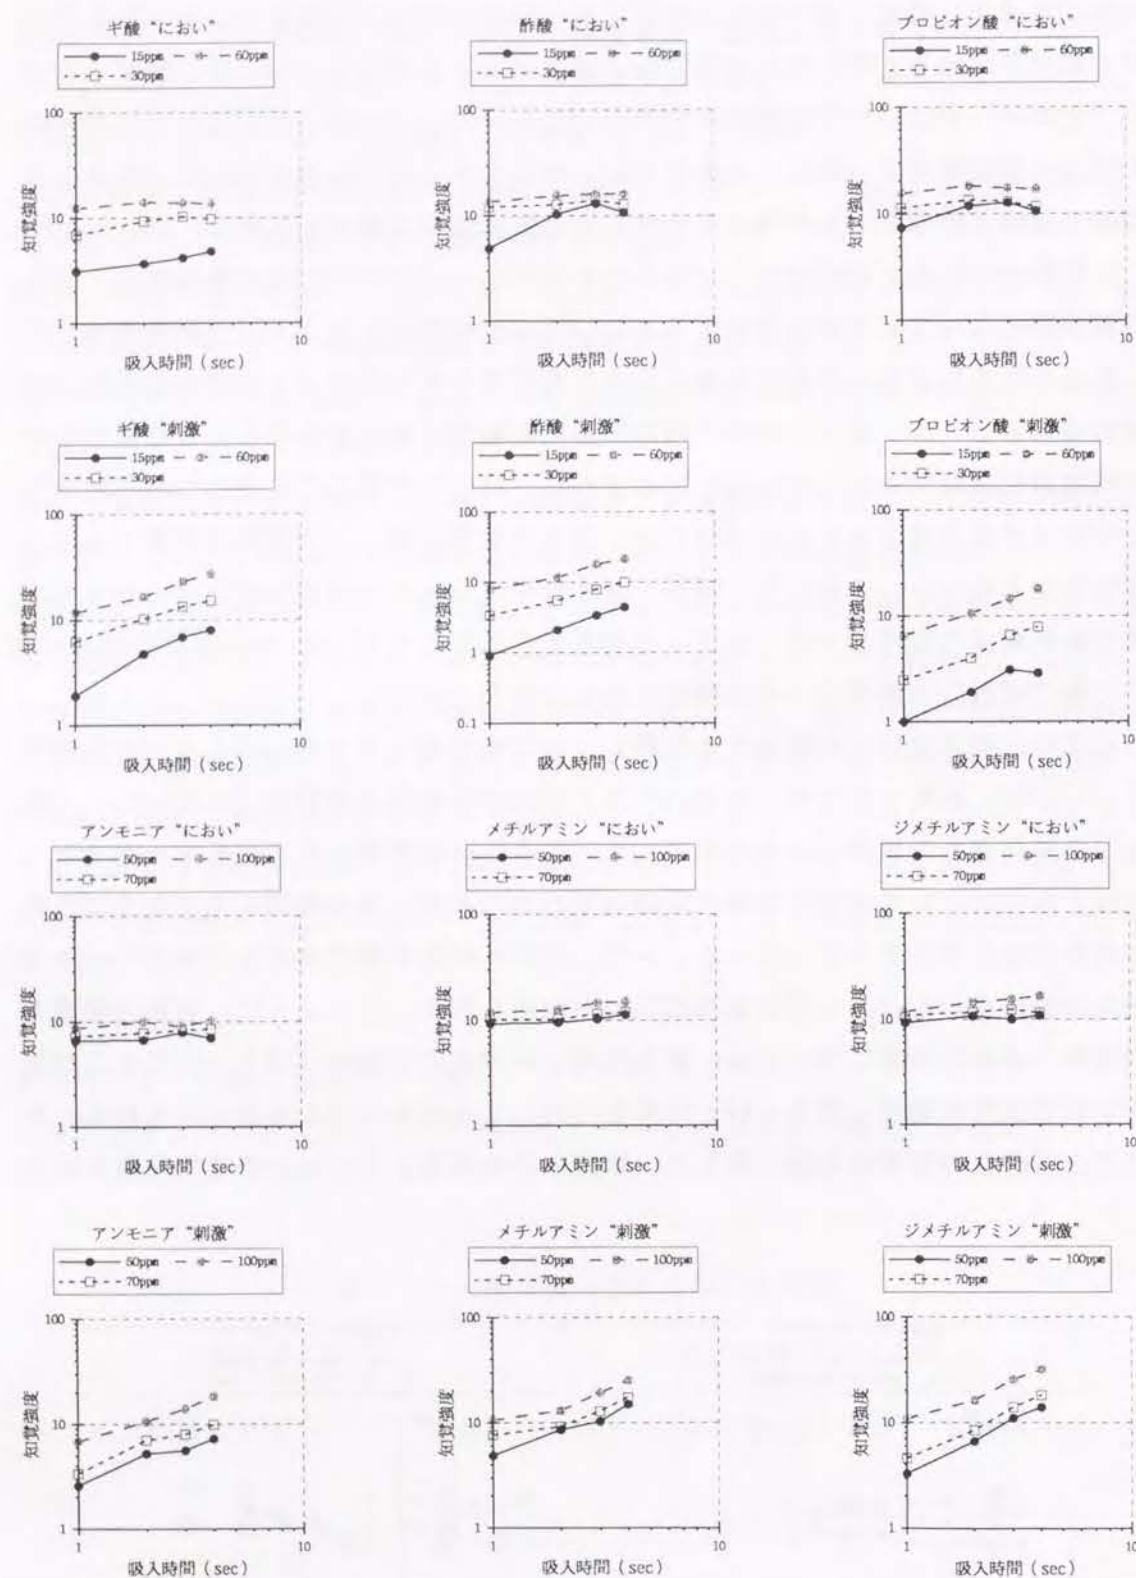 ギ酸 “におい”
15ppm 60ppm
30ppm
100
10
1
知覚強度
1 10
吸入時間 ( sec )
酢酸 “におい”
15ppm 60ppm
30ppm
100
10
1
知覚強度
1 10
吸入時間 ( sec )
プロピオン酸 “におい”
15ppm 60ppm
30ppm
100
10
1
知覚強度
1 10
吸入時間 ( sec )
ギ酸 “刺激”
15ppm 60ppm
30ppm
100
10
1
知覚強度
1 10
吸入時間 ( sec )
酢酸 “刺激”
15ppm 60ppm
30ppm
100
10
1
0.1
知覚強度
1 10
吸入時間 ( sec )
プロピオン酸 “刺激”
15ppm 60ppm
30ppm
100
10
1
知覚強度
1 10
吸入時間 ( sec )
アンモニア “におい”
50ppm 100ppm
70ppm
100
10
1
知覚強度
1 10
吸入時間 ( sec )
メチルアミン “におい”
50ppm 100ppm
70ppm
100
10
1
知覚強度
1 10
吸入時間 ( sec )
ジメチルアミン “におい”
50ppm 100ppm
70ppm
100
10
1
知覚強度
1 10
吸入時間 ( sec )
アンモニア “刺激”
50ppm 100ppm
70ppm
100
10
1
知覚強度
1 10
吸入時間 ( sec )
メチルアミン “刺激”
50ppm 100ppm
70ppm
100
10
1
知覚強度
1 10
吸入時間 ( sec )
ジメチルアミン “刺激”
50ppm 100ppm
70ppm
100
10
1
知覚強度
1 10
吸入時間 ( sec )